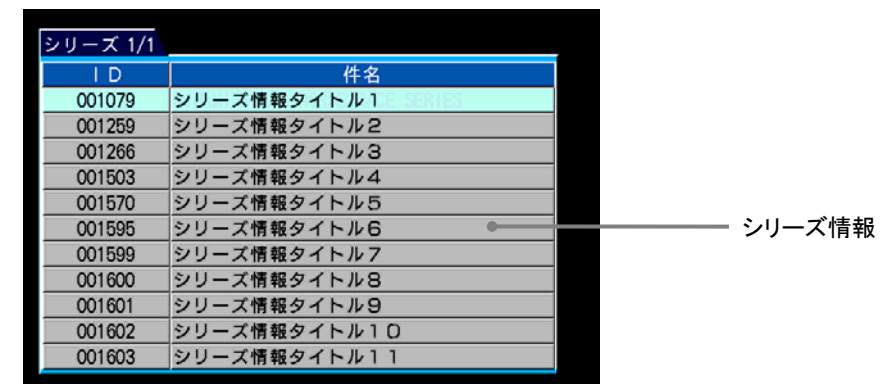 シリーズ 1/1
ＩＤ 件名
001079 シリーズ情報タイトル１ CE SERIES
001259 シリーズ情報タイトル２
001266 シリーズ情報タイトル３
001503 シリーズ情報タイトル４
001570 シリーズ情報タイトル５
001595 シリーズ情報タイトル６
シリーズ情報
001599 シリーズ情報タイトル７
001600 シリーズ情報タイトル８
001601 シリーズ情報タイトル９
001602 シリーズ情報タイトル１０
001603 シリーズ情報タイトル１１